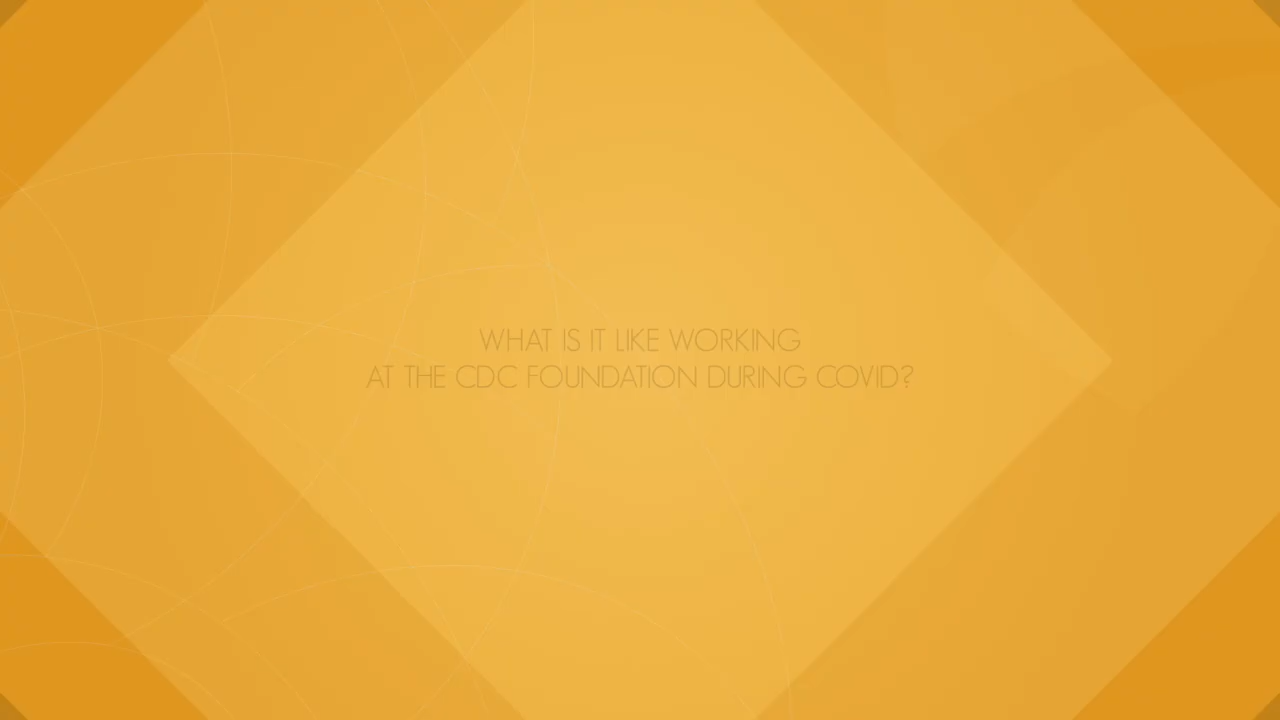 WHAT IS IT LIKE WORKING
AT THE CDC FOUNDATION DURING COVID?